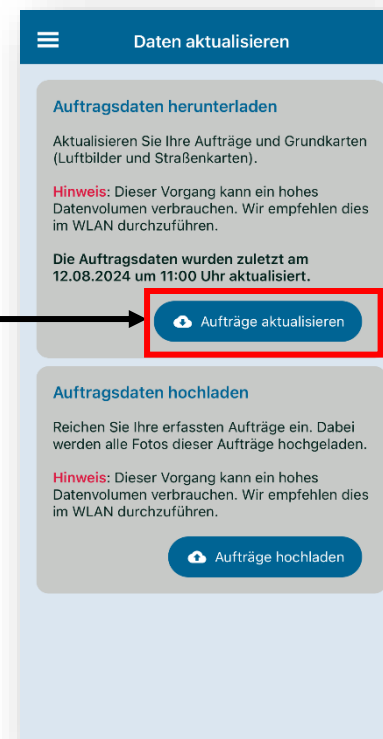 Daten aktualisieren
Auftragsdaten herunterladen
Aktualisieren Sie Ihre Aufträge und Grundkarten
(Luftbilder und Straßenkarten).
Hinweis: Dieser Vorgang kann ein hohes
Datenvolumen verbrauchen. Wir empfehlen dies
im WLAN durchzuführen.
Die Auftragsdaten wurden zuletzt am
12.08.2024 um 11:00 Uhr aktualisiert.
Aufträge aktualisieren
Auftragsdaten hochladen
Reichen Sie Ihre erfassten Aufträge ein. Dabei
werden alle Fotos dieser Aufträge hochgeladen.
Hinweis: Dieser Vorgang kann ein hohes
Datenvolumen verbrauchen. Wir empfehlen dies
im WLAN durchzuführen.
Aufträge hochladen